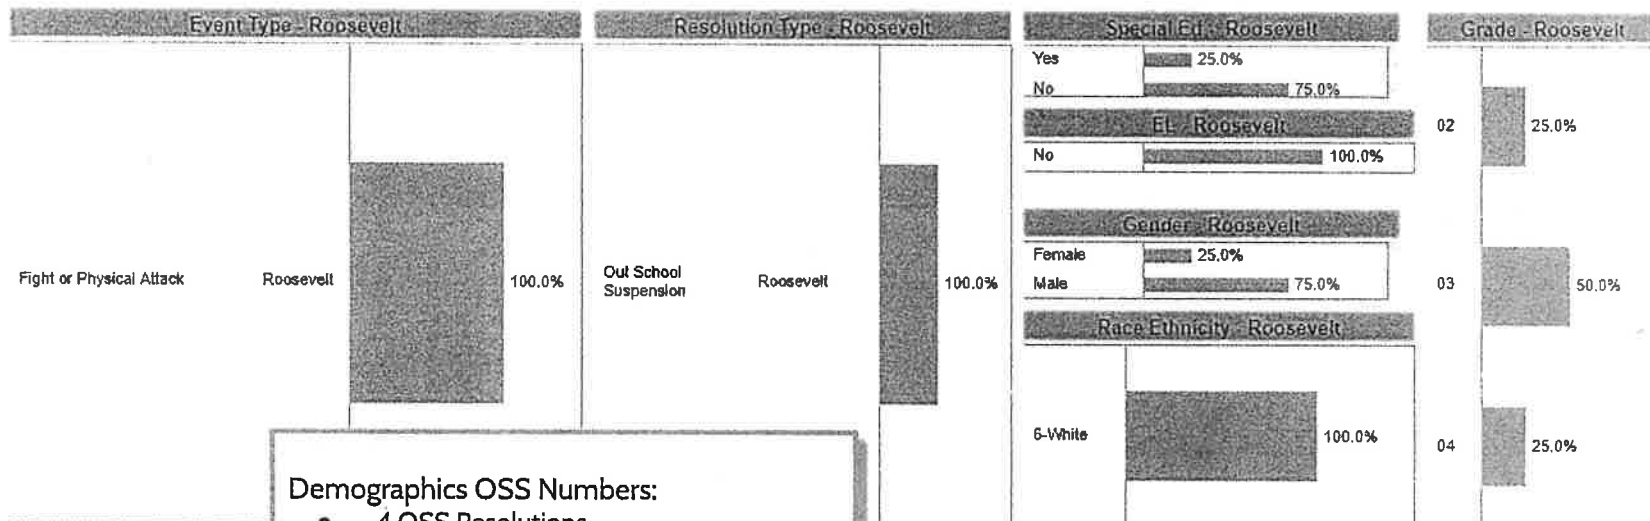 Event Type - Roosevelt
Fight or Physical Attack Roosevelt 100.0%
Resolution Type - Roosevelt
Out School
Suspension Roosevelt 100.0%
Special Ed - Roosevelt
Yes 25.0%
No 75.0%
EL - Roosevelt
No 100.0%
Gender - Roosevelt
Female 25.0%
Male 75.0%
Race Ethnicity - Roosevelt
6-White 100.0%
Grade - Roosevelt
02 25.0%
03 50.0%
04 25.0%
Demographics OSS Numbers:
• 4 OSS Resolutions